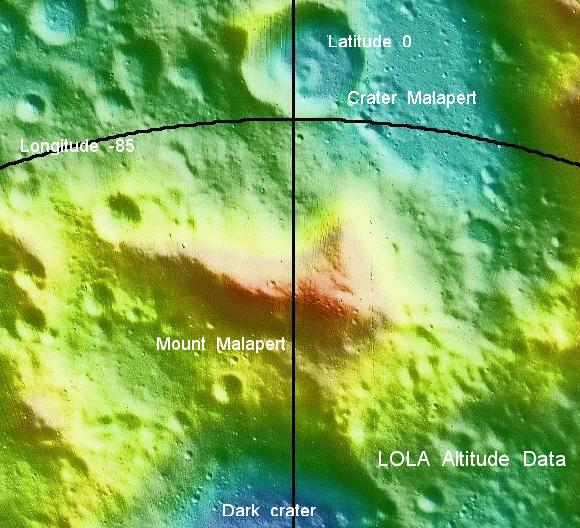 Latitude 0
Crater Malapert
Longitude -85
Mount Malapert
LOLA Altitude Data
Dark crater